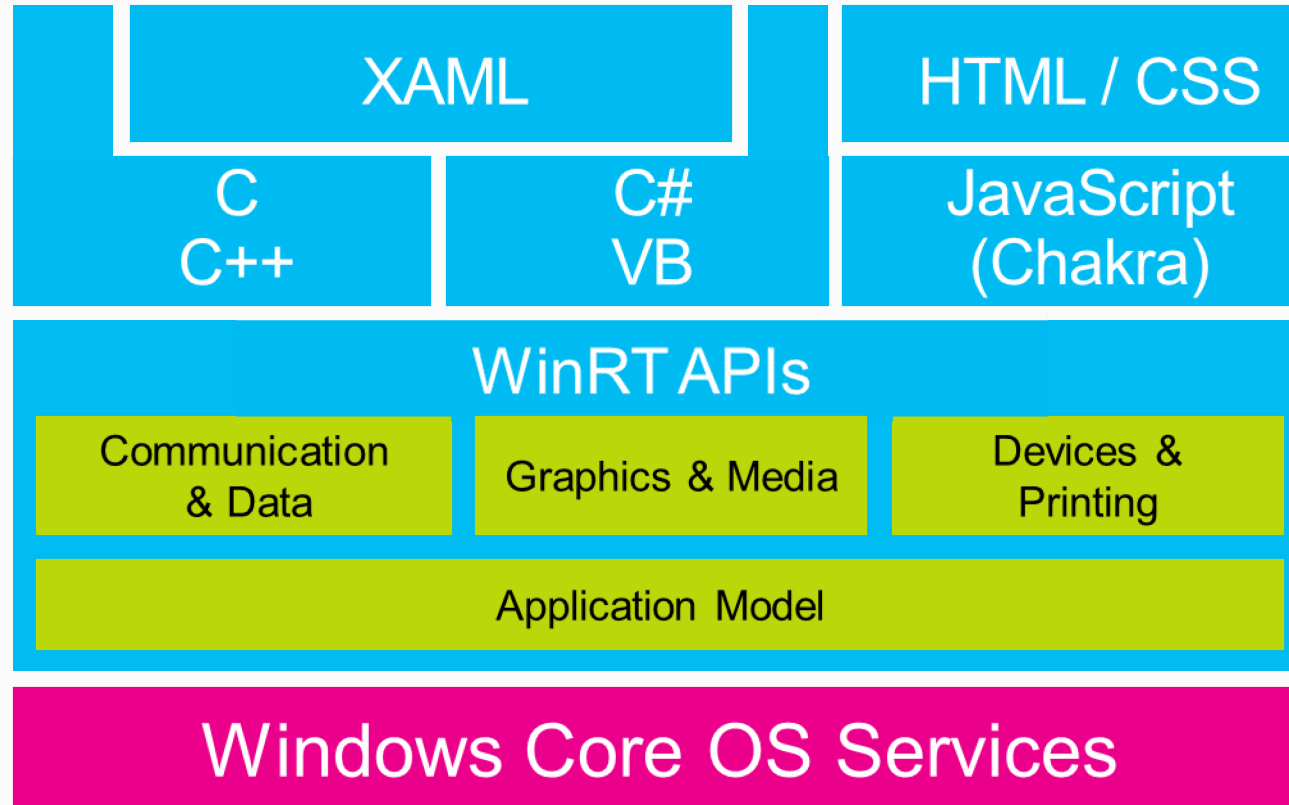 XAML
HTML / CSS
C
C++
C#
VB
JavaScript
(Chakra)
WinRT APIs
Communication
& Data
Graphics & Media
Devices &
Printing
Application Model
Windows Core OS Services